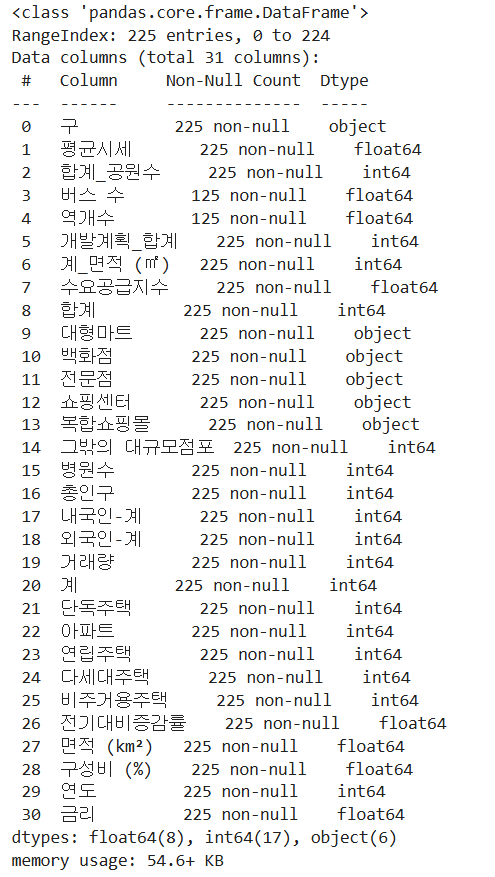 <class 'pandas.core.frame.DataFrame'>
RangeIndex: 225 entries, 0 to 224
Data columns (total 31 columns):
 #   Column     Non-Null Count  Dtype
---  ------     --------------  -----
 0   구          225 non-null    object
 1   평균시세       225 non-null    float64
 2   합계_공원수     225 non-null    int64
 3   버스 수       125 non-null    float64
 4   역개수        125 non-null    float64
 5   개발계획_합계    225 non-null    int64
 6   계_면적 (㎡)   225 non-null    int64
 7   수요공급지수     225 non-null    float64
 8   합계         225 non-null    int64
 9   대형마트       225 non-null    object
 10  백화점        225 non-null    object
 11  전문점        225 non-null    object
 12  쇼핑센터       225 non-null    object
 13  복합쇼핑몰      225 non-null    object
 14  그밖의 대규모점포  225 non-null    int64
 15  병원수        225 non-null    int64
 16  총인구        225 non-null    int64
 17  내국인-계      225 non-null    int64
 18  외국인-계      225 non-null    int64
 19  거래량        225 non-null    int64
 20  계          225 non-null    int64
 21  단독주택       225 non-null    int64
 22  아파트        225 non-null    int64
 23  연립주택       225 non-null    int64
 24  다세대주택      225 non-null    int64
 25  비주거용주택     225 non-null    int64
 26  전기대비증감률    225 non-null    float64
 27  면적 (km²)   225 non-null    float64
 28  구성비 (%)    225 non-null    float64
 29  연도         225 non-null    int64
 30  금리         225 non-null    float64
dtypes: float64(8), int64(17), object(6)
memory usage: 54.6+ KB